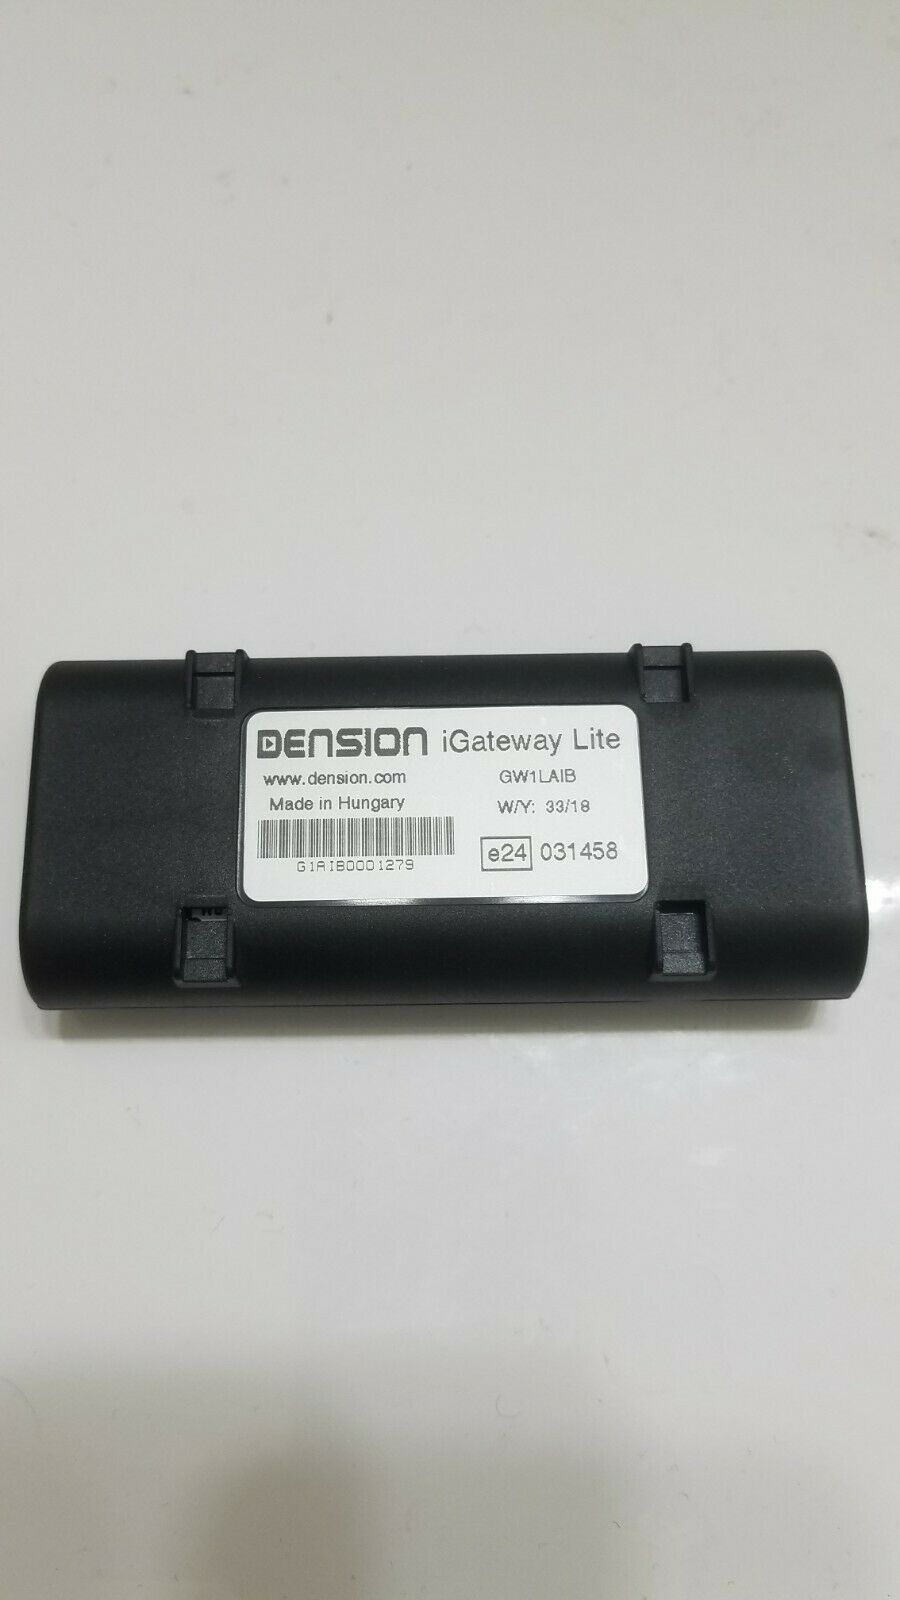 DENSION iGateway Lite
www.dension.com GW1LAIB
Made in Hungary W/Y: 33/18
e24 031458
G1AIB0001279